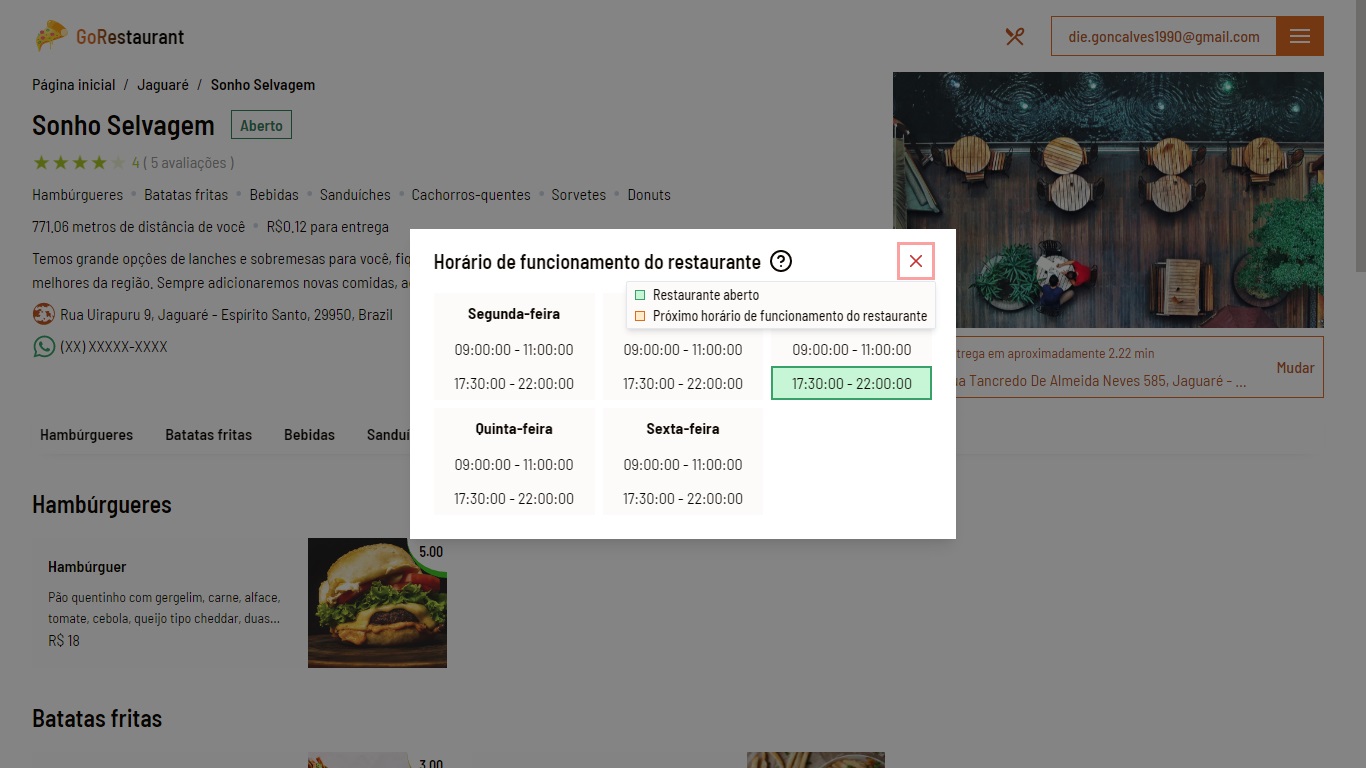 GoRestaurant
die.goncalves1990@gmail.com
Página inicial / Jaguaré / Sonho Selvagem
Sonho Selvagem
Aberto
4 ( 5 avaliações )
Hambúrgueres • Batatas fritas • Bebidas • Sanduíches • Cachorros-quentes • Sorvetes • Donuts
771.06 metros de distância de você • R$0.12 para entrega
Temos grande opções de lanches e sobremesas para você,
melhores da região. Sempre adicionaremos novas comidas,
Rua Uirapuru 9, Jaguaré - Espírito Santo, 29950, Brazil
(XX) XXXXX-XXXX
Horário de funcionamento do restaurante ?
Restaurante aberto
Próximo horário de funcionamento do restaurante
Segunda-feira
09:00:00 - 11:00:00
17:30:00 - 22:00:00
09:00:00 - 11:00:00
17:30:00 - 22:00:00
09:00:00 - 11:00:00
17:30:00 - 22:00:00
Quinta-feira
09:00:00 - 11:00:00
17:30:00 - 22:00:00
Sexta-feira
09:00:00 - 11:00:00
17:30:00 - 22:00:00
trega em aproximadamente 2.22 min
Tancredo De Almeida Neves 585, Jaguaré - ...
Mudar
Hambúrgueres
Batatas fritas
Bebidas
Sanduí
Hambúrgueres
Hambúrguer
Pão quentinho com gergelim, carne, alface,
tomate, cebola, queijo tipo cheddar, duas...
R$ 18
5.00
Batatas fritas
3.00